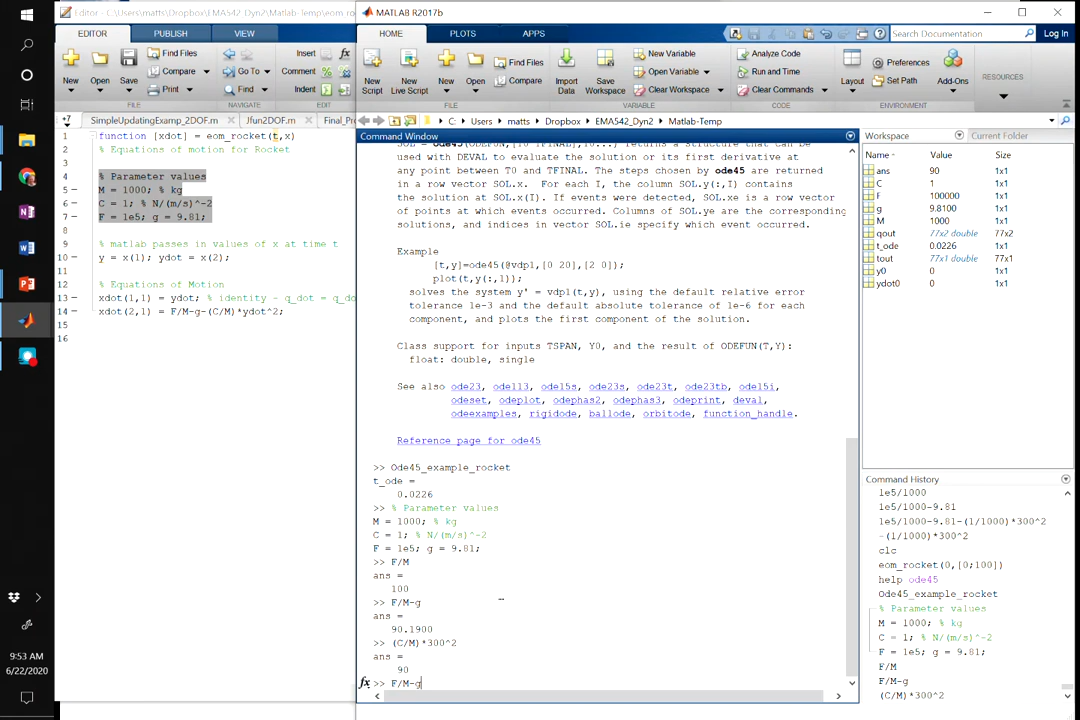 Editor - C:\Users\matts\Dropbox\EMA542_Dyn2\Matlab-Temp\eom_ro
EDITOR PUBLISH VIEW
New Open Save
Find Files
Compare
Print
Go To
Insert fx
Comment
Indent
FILE NAVIGATE EDIT
SimpleUpdatingExamp_2DOF.m Jfun2DOF.m Final_Pro
1 function [xdot] = eom_rocket(t,x)
2 % Equations of motion for Rocket
3
4 % Parameter values
5 M = 1000; % kg
6 C = 1; % N/(m/s)^-2
7 F = 1e5; g = 9.81;
8
9 % matlab passes in values of x at time t
10 y = x(1); ydot = x(2);
11
12 % Equations of Motion
13 xdot(1,1) = ydot; % identity - q_dot = q_do
14 xdot(2,1) = F/M-g-(C/M)*ydot^2;
15
16
9:53 AM
6/22/2020
MATLAB R2017b
HOME PLOTS APPS
Search Documentation
Log In
New Script
New Live Script
New
Open
Find Files
Compare
Import Data
Save Workspace
New Variable
Open Variable
Clear Workspace
Analyze Code
Run and Time
Clear Commands
Layout
Preferences
Set Path
Add-Ons
RESOURCES
FILE VARIABLE CODE ENVIRONMENT
C: Users matts Dropbox EMA542_Dyn2 Matlab-Temp
Command Window
used with DEVAL to evaluate the solution or its first derivative at
any point between T0 and TFINAL. The steps chosen by ode45 are returned
in a row vector SOL.x. For each I, the column SOL.y(:,I) contains
the solution at SOL.x(I). If events were detected, SOL.xe is a row vector
of points at which events occurred. Columns of SOL.ye are the corresponding
solutions, and indices in vector SOL.ie specify which event occurred.
Example
[t,y]=ode45(@vdp1,[0 20],[2 0]);
plot(t,y(:,1));
solves the system y' = vdp1(t,y), using the default relative error
tolerance 1e-3 and the default absolute tolerance of 1e-6 for each
component, and plots the first component of the solution.
Class support for inputs TSPAN, Y0, and the result of ODEFUN(T,Y):
float: double, single
See also ode23, ode113, ode15s, ode23s, ode23t, ode23tb, ode15i,
odeset, odeplot, odephas2, odephas3, odeprint, deval,
odeexamples, rigidode, ballode, orbitode, function_handle.
Reference page for ode45
>> Ode45_example_rocket
t_ode =
0.0226
>> % Parameter values
M = 1000; % kg
C = 1; % N/(m/s)^-2
F = 1e5; g = 9.81;
>> F/M
ans =
100
>> F/M-g
ans =
90.1900
>> (C/M)*300^2
ans =
90
fx >> F/M-g
Workspace Current Folder
Name Value Size
ans 90 1x1
C 1 1x1
F 100000 1x1
g 9.8100 1x1
M 1000 1x1
qout 77x2 double 77x2
t_ode 0.0226 1x1
tout 77x1 double 77x1
y0 0 1x1
ydot0 0 1x1
Command History
1e5/1000
1e5/1000-9.81
1e5/1000-9.81-(1/1000)*300^2
-(1/1000)*300^2
clc
eom_rocket(0,[0;100])
help ode45
Ode45_example_rocket
% Parameter values
M = 1000; % kg
C = 1; % N/(m/s)^-2
F = 1e5; g = 9.81;
F/M
F/M-g
(C/M)*300^2